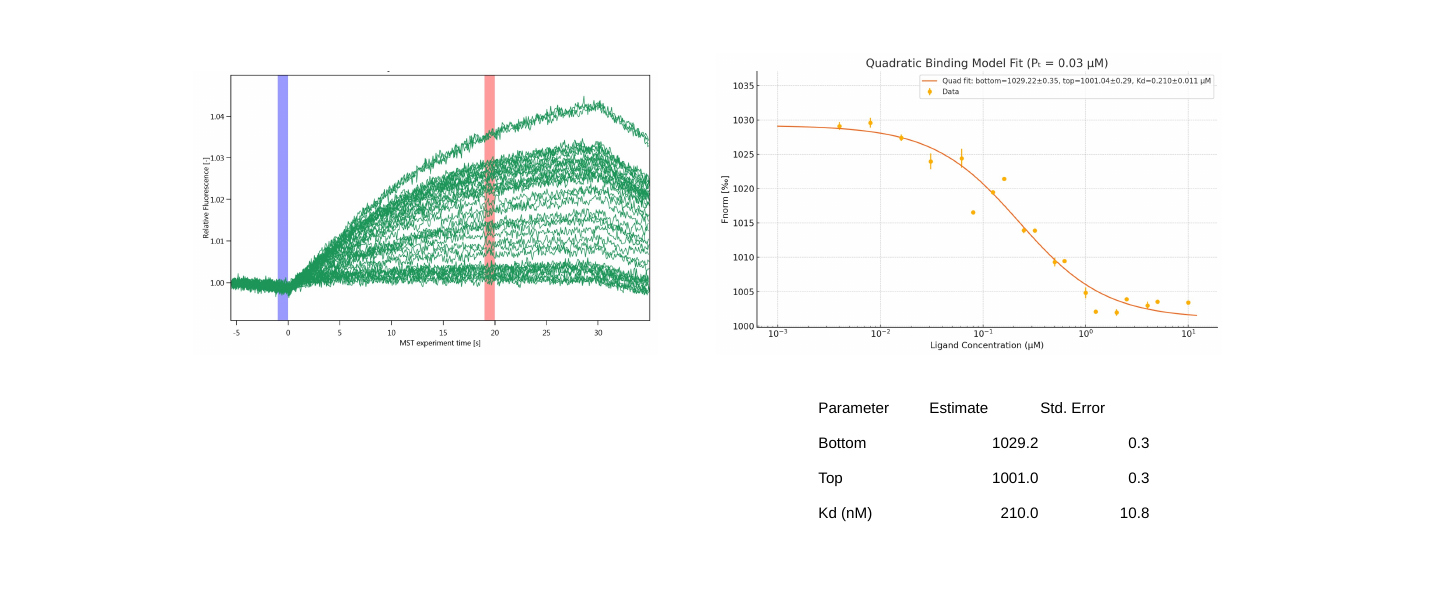 Relative Fluorescence [-]
1.04
1.03
1.02
1.01
1.00
-5 0 5 10 15 20 25 30
MST experiment time [s]
Quadratic Binding Model Fit (Pₜ = 0.03 μM)
Quad fit: bottom=1029.22±0.35, top=1001.04±0.29, Kd=0.210±0.011 μM
Data
Fnorm [‰]
1035
1030
1025
1020
1015
1010
1005
1000
10⁻³ 10⁻² 10⁻¹ 10⁰ 10¹
Ligand Concentration (μM)
Parameter Estimate Std. Error
Bottom 1029.2 0.3
Top 1001.0 0.3
Kd (nM) 210.0 10.8